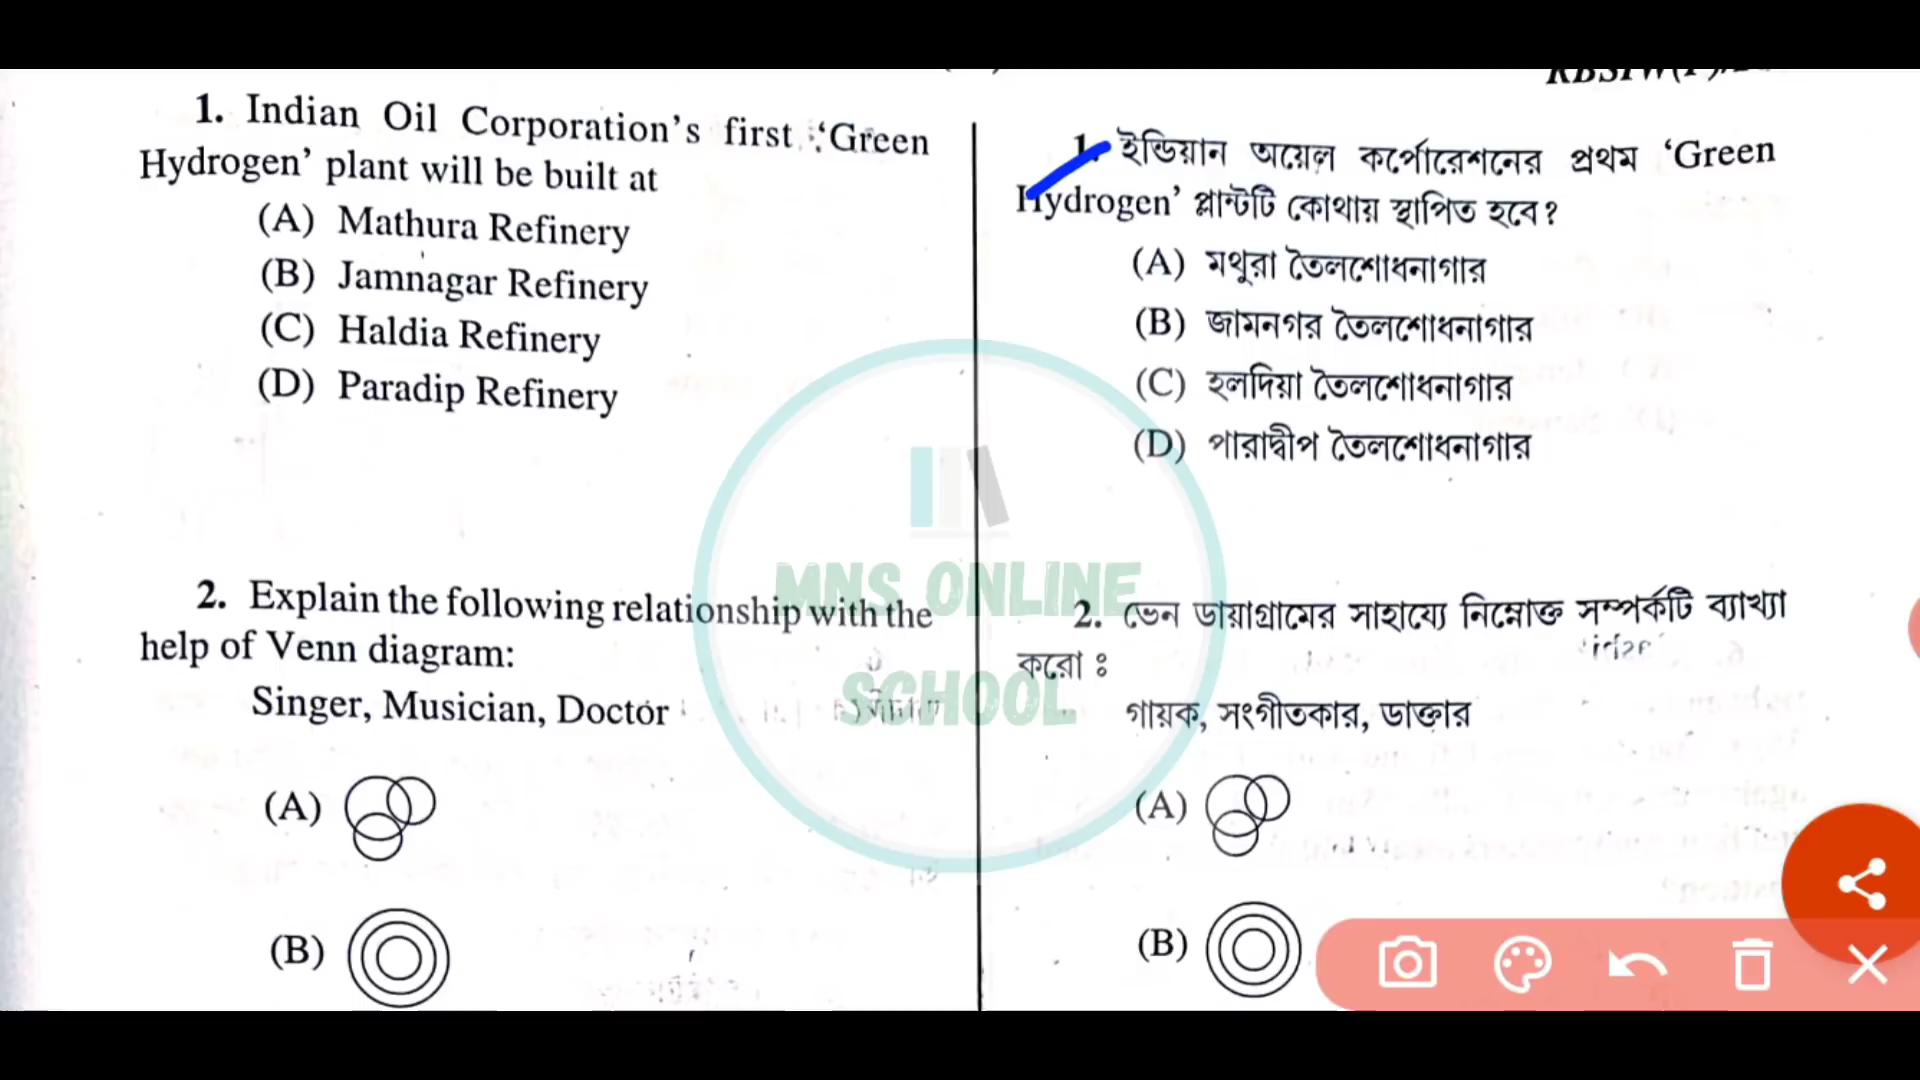 1. Indian Oil Corporation's first 'Green
Hydrogen' plant will be built at
(A) Mathura Refinery
(B) Jamnagar Refinery
(C) Haldia Refinery
(D) Paradip Refinery
2. Explain the following relationship with the
help of Venn diagram:
Singer, Musician, Doctor
(A)
(B)
1. ইন্ডিয়ান অয়েল কর্পোরেশনের প্রথম 'Green
Hydrogen' প্লান্টটি কোথায় স্থাপিত হবে?
(A) মথুরা তৈলশোধনাগার
(B) জামনগর তৈলশোধনাগার
(C) হলদিয়া তৈলশোধনাগার
(D) পারাদ্বীপ তৈলশোধনাগার
2. ভেন ডায়াগ্রামের সাহায্যে নিম্নোক্ত সম্পর্কটি ব্যাখ্যা
করো ঃ
গায়ক, সংগীতকার, ডাক্তার
(A)
(B)
MNS ONLINE
SCHOOL